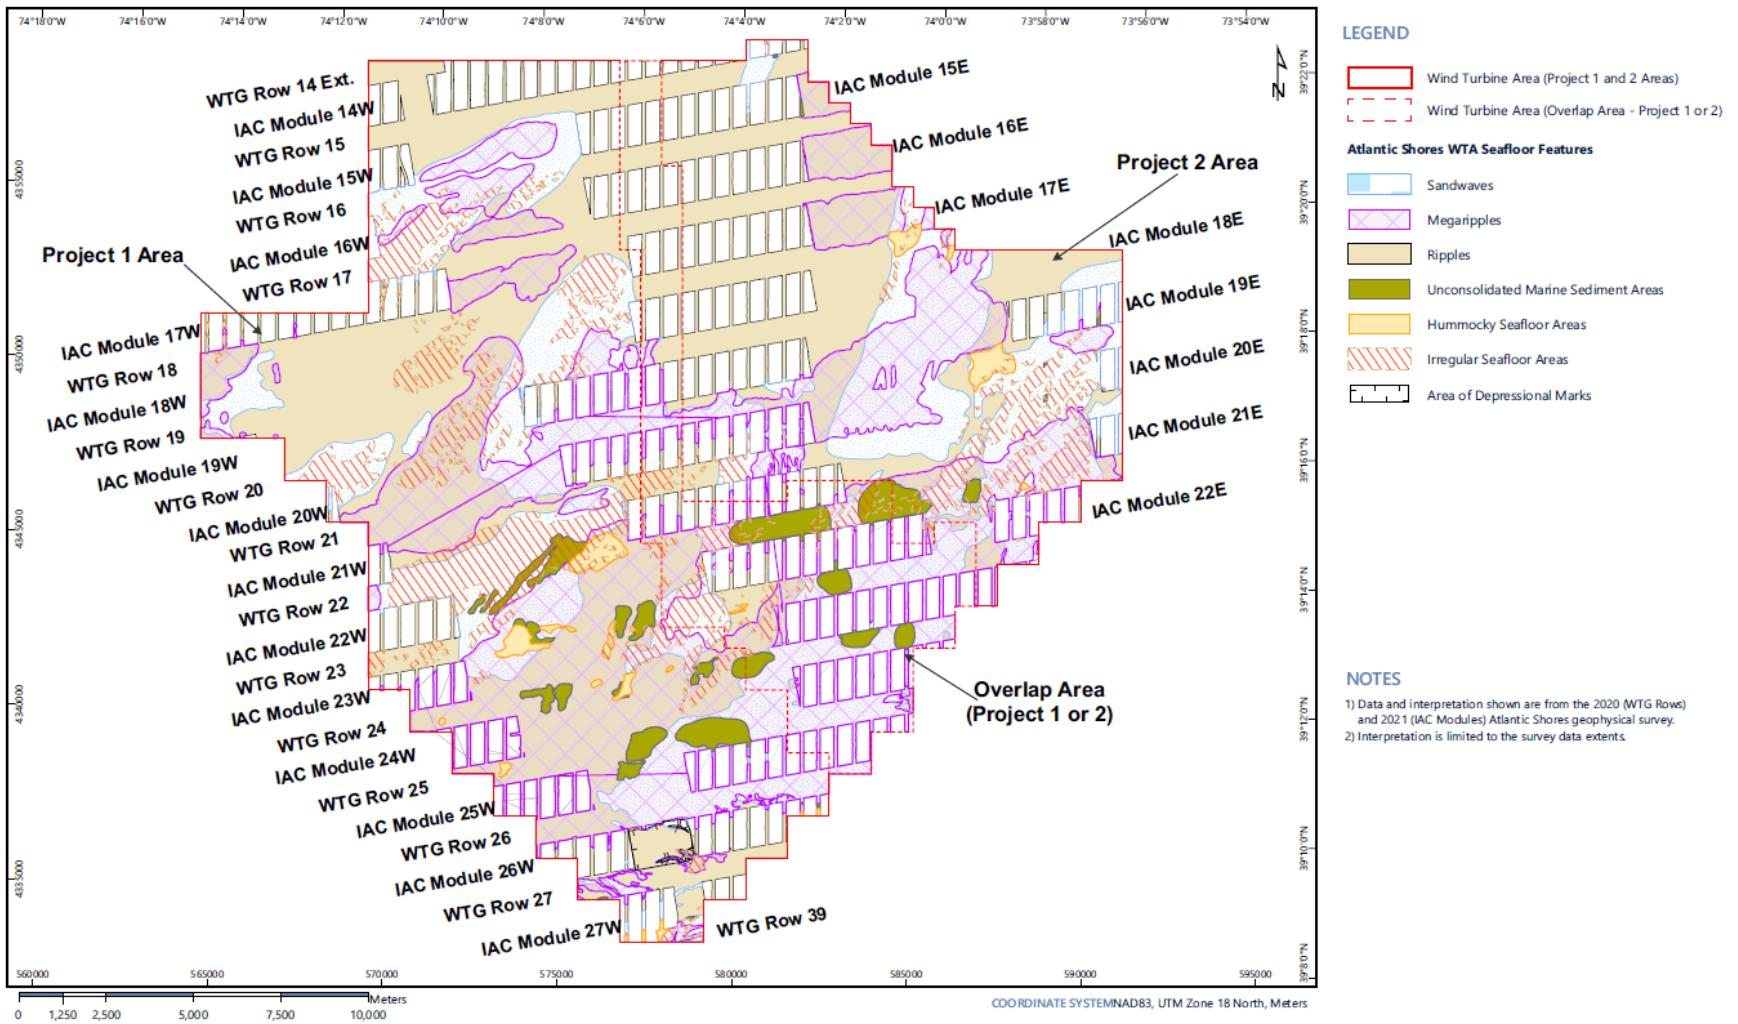 74°18'0"W 74°16'0"W 74°14'0"W 74°12'0"W 74°10'0"W 74°8'0"W 74°6'0"W 74°4'0"W 74°2'0"W 74°0'0"W 73°58'0"W 73°56'0"W 73°54'0"W
WTG Row 14 Ext.
IAC Module 14W
WTG Row 15
IAC Module 15W
WTG Row 16
IAC Module 16W
WTG Row 17
Project 1 Area
IAC Module 17W
WTG Row 18
IAC Module 18W
WTG Row 19
IAC Module 19W
WTG Row 20
IAC Module 20W
WTG Row 21
IAC Module 21W
WTG Row 22
IAC Module 22W
WTG Row 23
IAC Module 23W
WTG Row 24
IAC Module 24W
WTG Row 25
IAC Module 25W
WTG Row 26
IAC Module 26W
WTG Row 27
IAC Module 27W
WTG Row 39
IAC Module 15E
IAC Module 16E
Project 2 Area
IAC Module 17E
IAC Module 18E
IAC Module 19E
IAC Module 20E
IAC Module 21E
IAC Module 22E
Overlap Area
(Project 1 or 2)
N
4355000
4350000
4345000
4340000
4335000
39°22'0"N
39°20'0"N
39°18'0"N
39°16'0"N
39°14'0"N
39°12'0"N
39°10'0"N
39°8'0"N
560000 565000 570000 575000 580000 585000 590000 595000
Meters
0 1,250 2,500 5,000 7,500 10,000
COORDINATE SYSTEMNAD83, UTM Zone 18 North, Meters
LEGEND
Wind Turbine Area (Project 1 and 2 Areas)
Wind Turbine Area (Overlap Area - Project 1 or 2)
Atlantic Shores WTA Seafloor Features
Sandwaves
Megaripples
Ripples
Unconsolidated Marine Sediment Areas
Hummocky Seafloor Areas
Irregular Seafloor Areas
Area of Depressional Marks
NOTES
1) Data and interpretation shown are from the 2020 (WTG Rows)
and 2021 (IAC Modules) Atlantic Shores geophysical survey.
2) Interpretation is limited to the survey data extents.